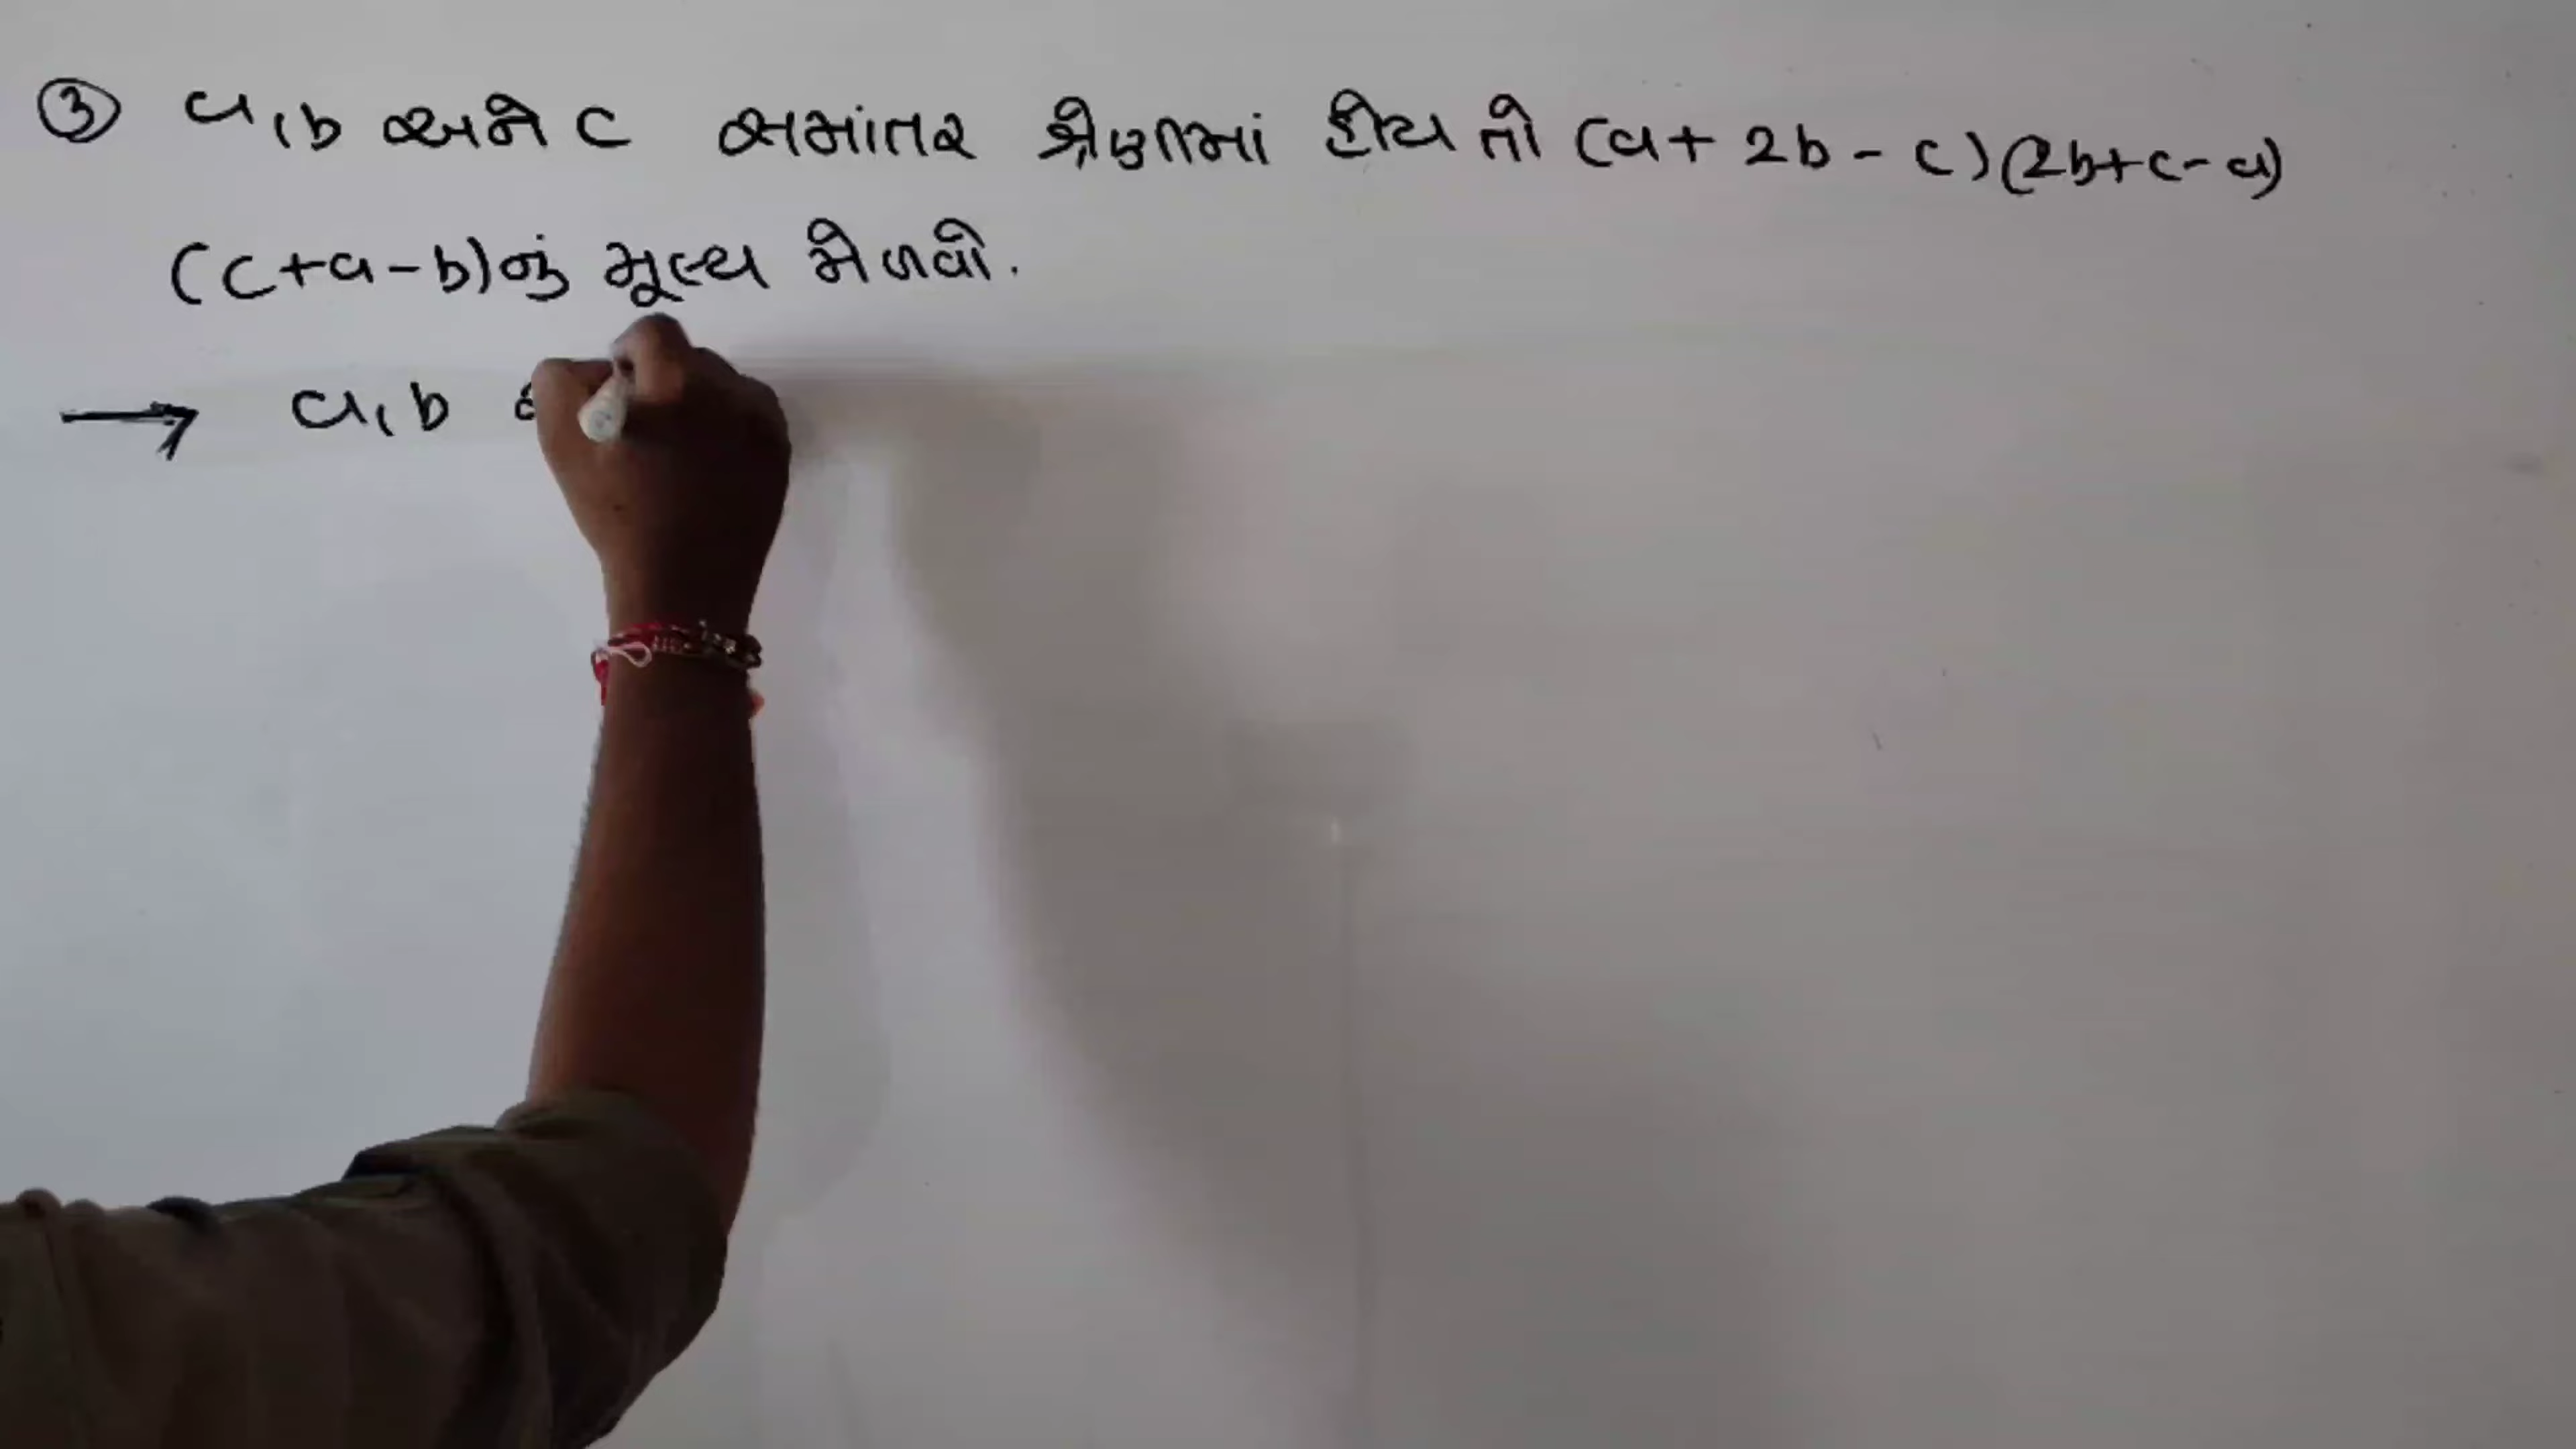 ③ a, b અને c સમાંતર શ્રેણીમાં હોય તો (a + 2b - c)(2b+c-a)
(c+a-b)નું મૂલ્ય મેળવો.
→ a, b